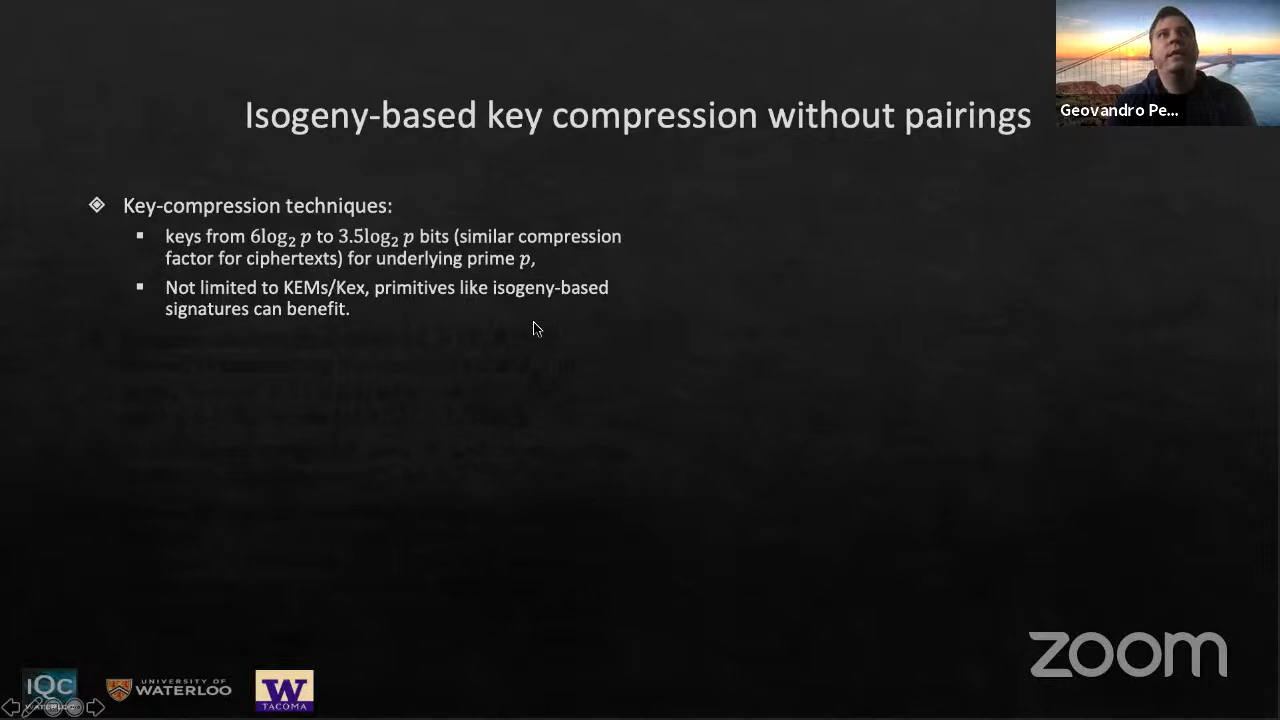 Isogeny-based key compression without pairings
Geovandro Pe...
Key-compression techniques:
keys from 6log₂ p to 3.5log₂ p bits (similar compression
factor for ciphertexts) for underlying prime p,
Not limited to KEMs/Kex, primitives like isogeny-based
signatures can benefit.
zoom
IQC
UNIVERSITY OF
WATERLOO
W
TACOMA